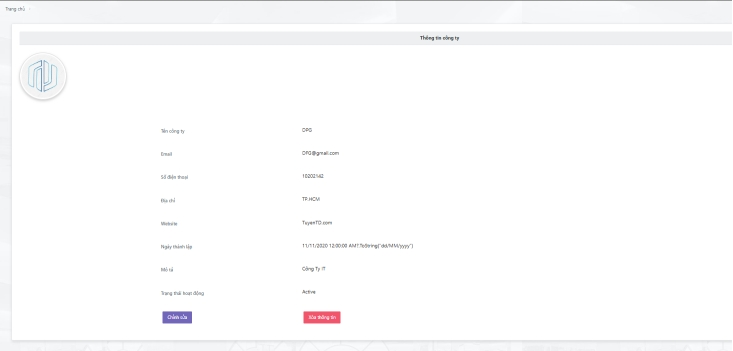 Trang chủ
Thông tin công ty
Tên công ty DPG
Email DPG@gmail.com
Số điện thoại 10202162
Địa chỉ TP.HCM
Website TuyenTD.com
Ngày thành lập 11/11/2020 12:00:00 AM?.ToString("dd/MM/yyyy")
Mô tả Công Ty IT
Trạng thái hoạt động Active
Chỉnh sửa Xóa thông tin